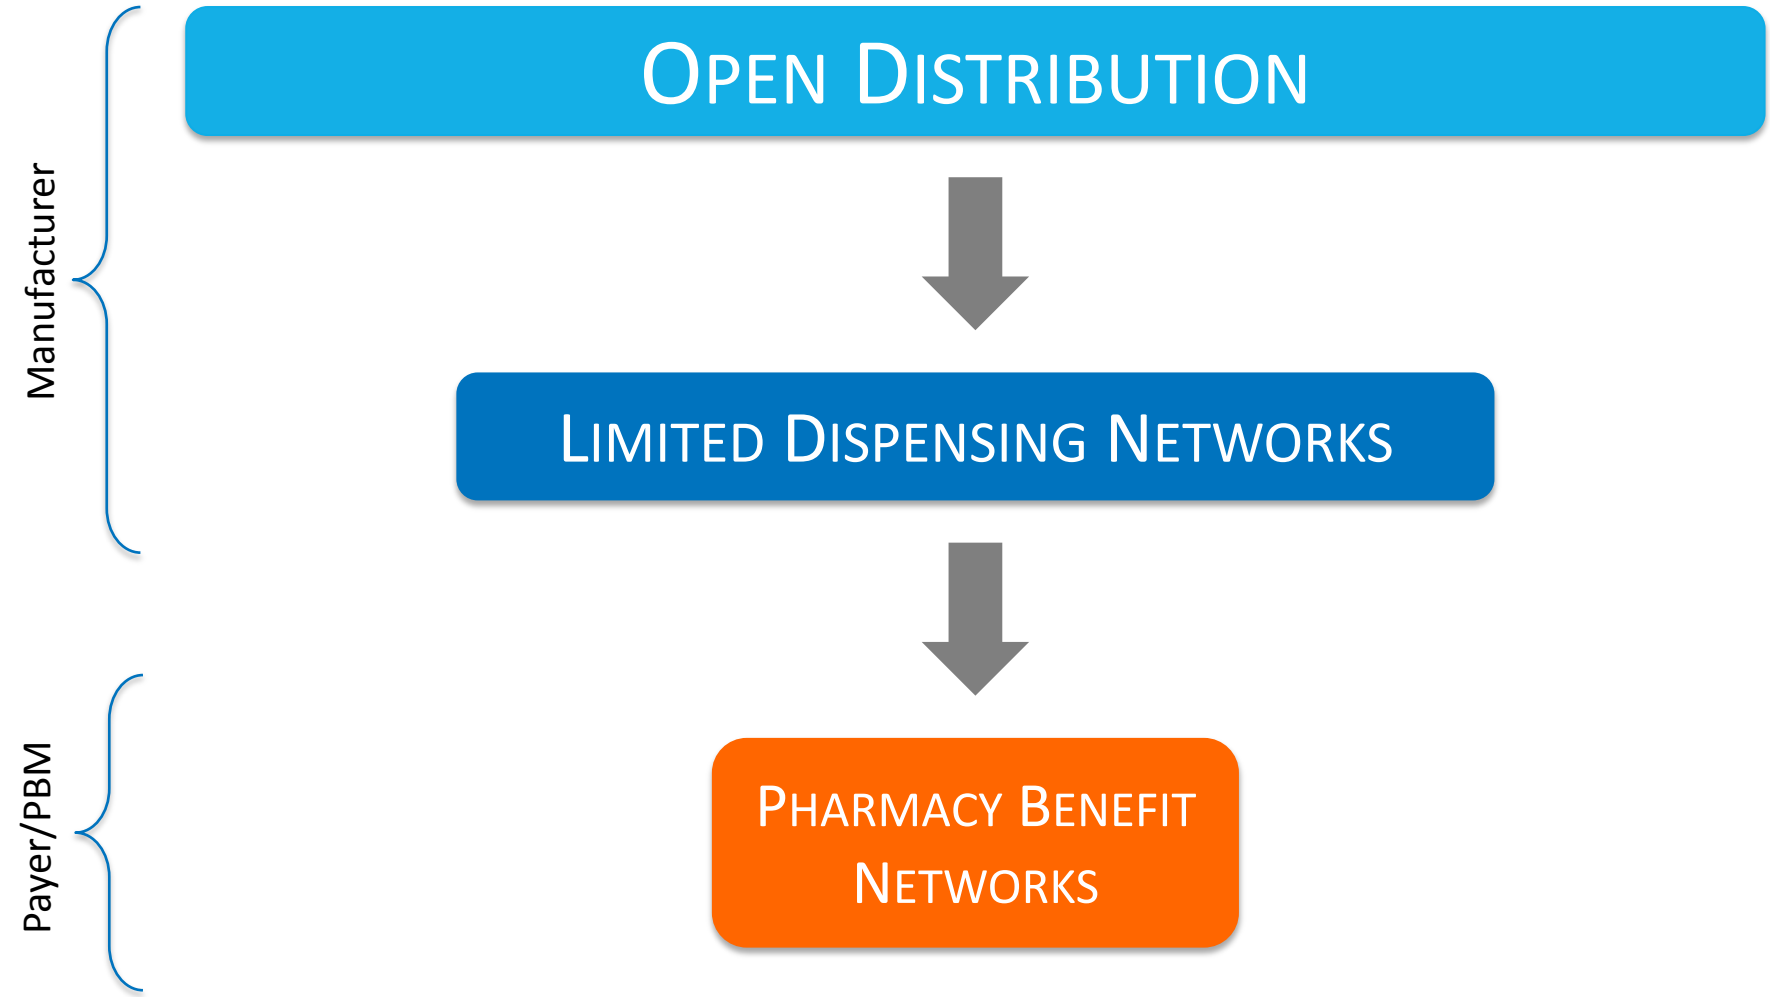 Manufacturer
OPEN DISTRIBUTION
LIMITED DISPENSING NETWORKS
Payer/PBM
PHARMACY BENEFIT
NETWORKS